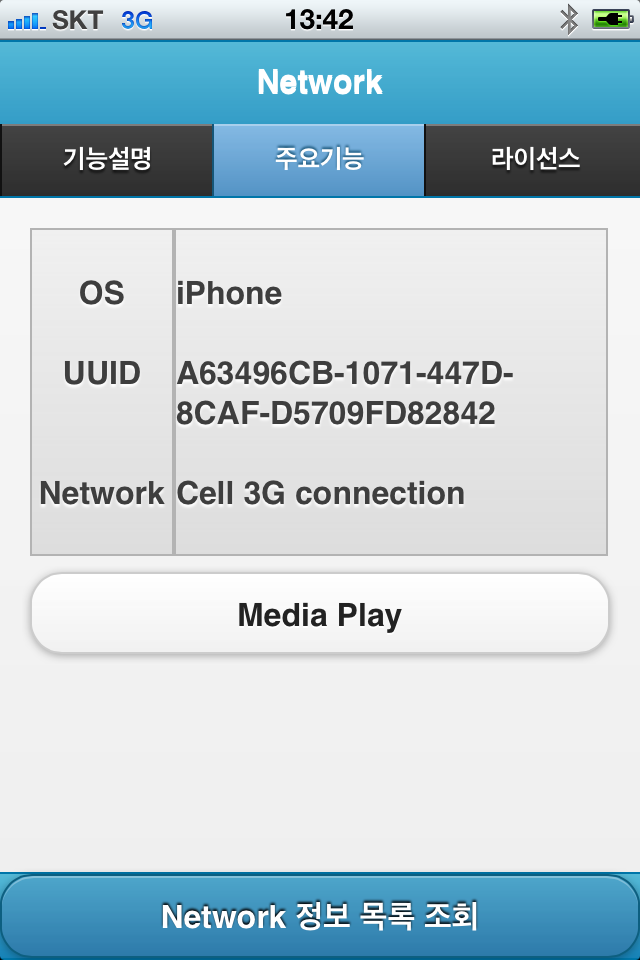 SKT 3G 13:42
Network
기능설명 주요기능 라이선스
OS iPhone
UUID A63496CB-1071-447D-
8CAF-D5709FD82842
Network Cell 3G connection
Media Play
Network 정보 목록 조회